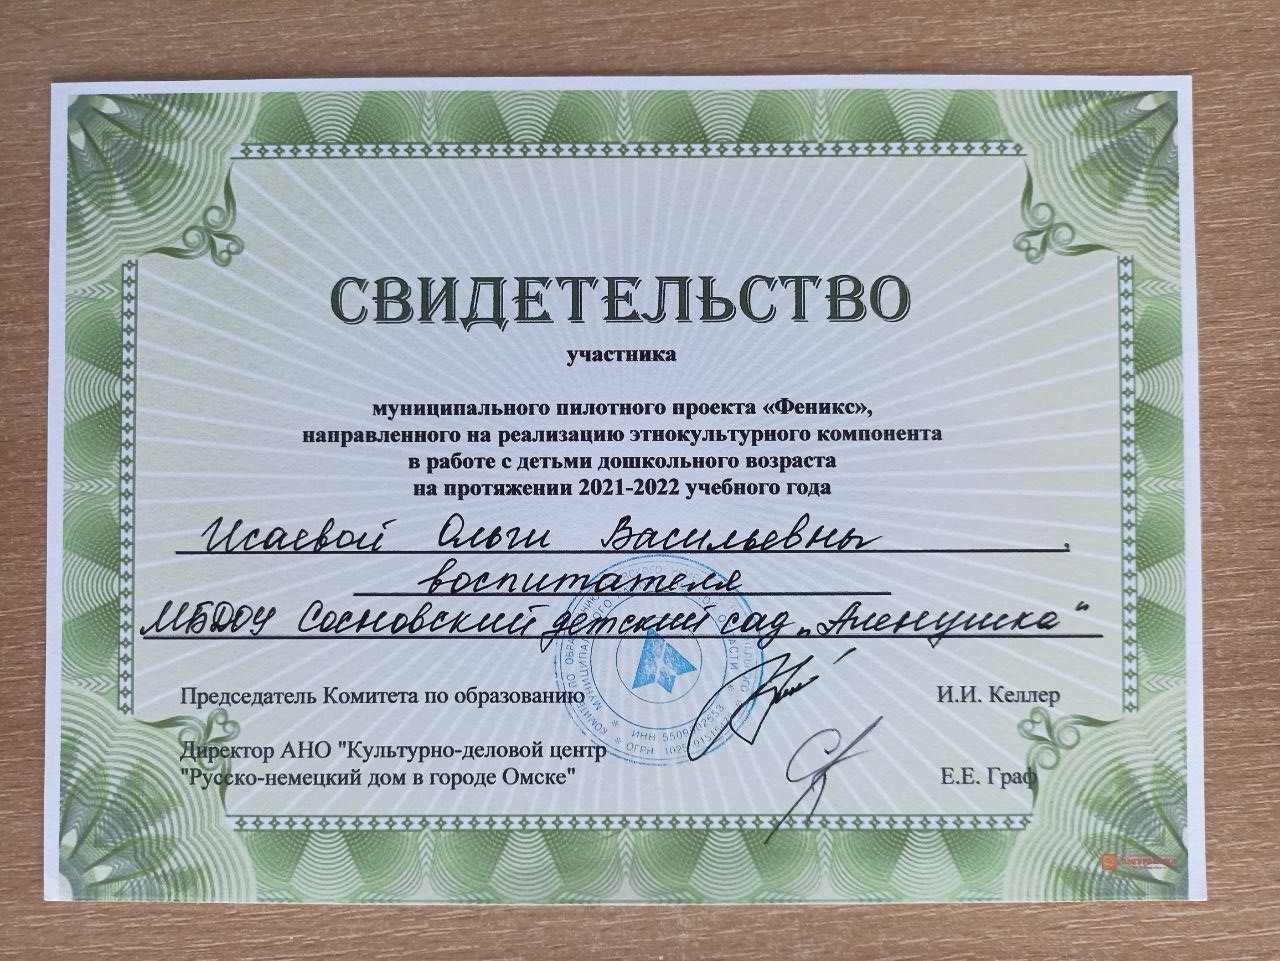 СВИДЕТЕЛЬСТВО
участника
муниципального пилотного проекта «Феникс»,
направленного на реализацию этнокультурного компонента
в работе с детьми дошкольного возраста
на протяжении 2021-2022 учебного года
Исаевой Ольги Васильевны,
воспитателя
МБДОУ Сосновский детский сад „Аленушка"
Председатель Комитета по образованию
И.И. Келлер
Директор АНО "Культурно-деловой центр
"Русско-немецкий дом в городе Омске"
Е.Е. Граф